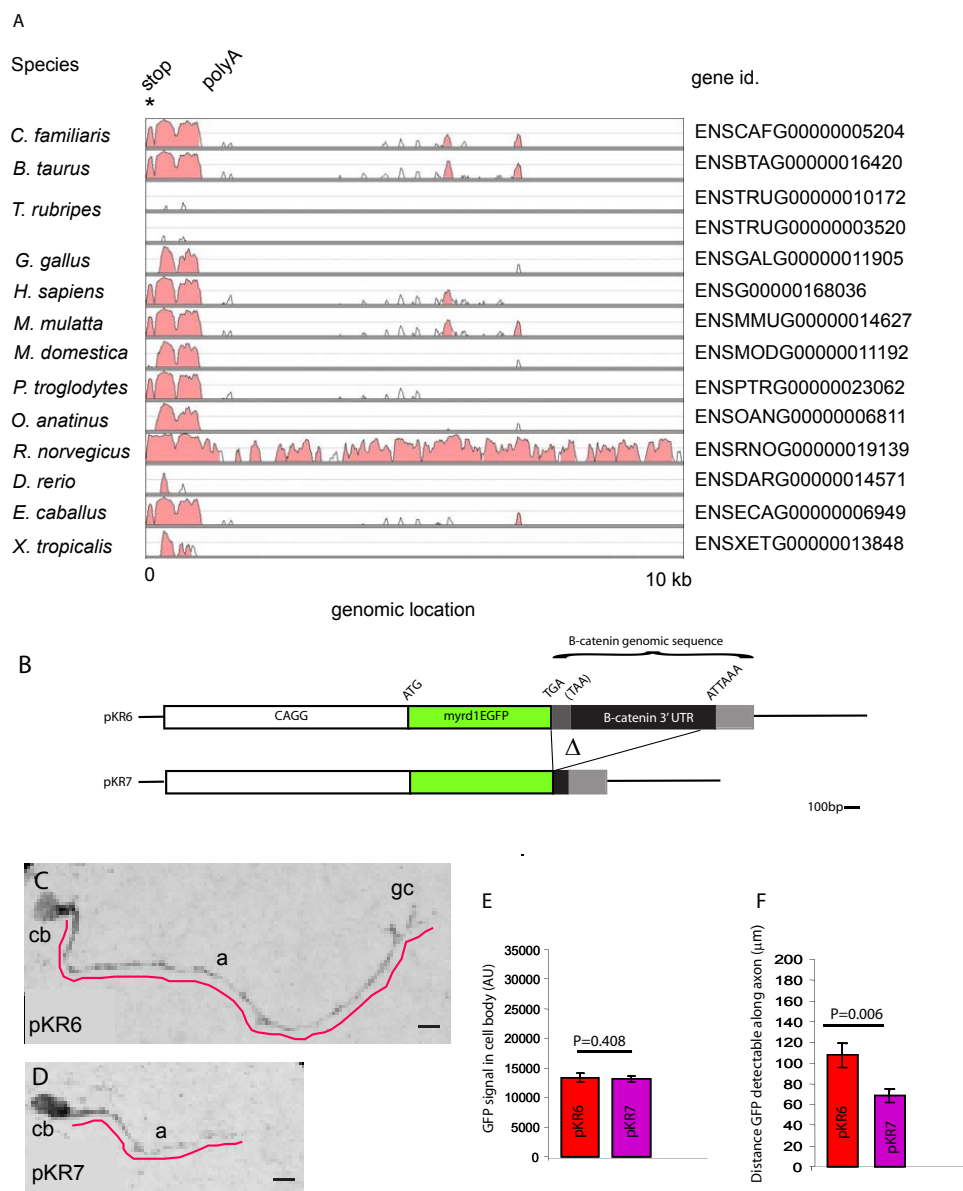 A
Species
stop
*
polyA
gene id.
C. familiaris
ENSCAFG00000005204
B. taurus
ENSBTAG00000016420
T. rubripes
ENSTRUG00000010172
ENSTRUG00000003520
G. gallus
ENSGALG00000011905
H. sapiens
ENSG00000168036
M. mulatta
ENSMMUG00000014627
M. domestica
ENSMODG00000011192
P. troglodytes
ENSPTRG00000023062
O. anatinus
ENSOANG00000006811
R. norvegicus
ENSRNOG00000019139
D. rerio
ENSDARG00000014571
E. caballus
ENSECAG00000006949
X. tropicalis
ENSXETG00000013848
0
10 kb
genomic location
B
B-catenin genomic sequence
ATG
TGA
(TAA)
ATTAAA
pKR6
CAGG
myrd1EGFP
B-catenin 3' UTR
Δ
pKR7
100bp
C
gc
cb
a
pKR6
D
cb
a
pKR7
E
GFP signal in cell body (AU)
35000
30000
25000
20000
15000
10000
5000
0
P=0.408
pKR6
pKR7
F
Distance GFP detectable along axon (μm)
200
180
160
140
120
100
80
60
40
20
0
P=0.006
pKR6
pKR7